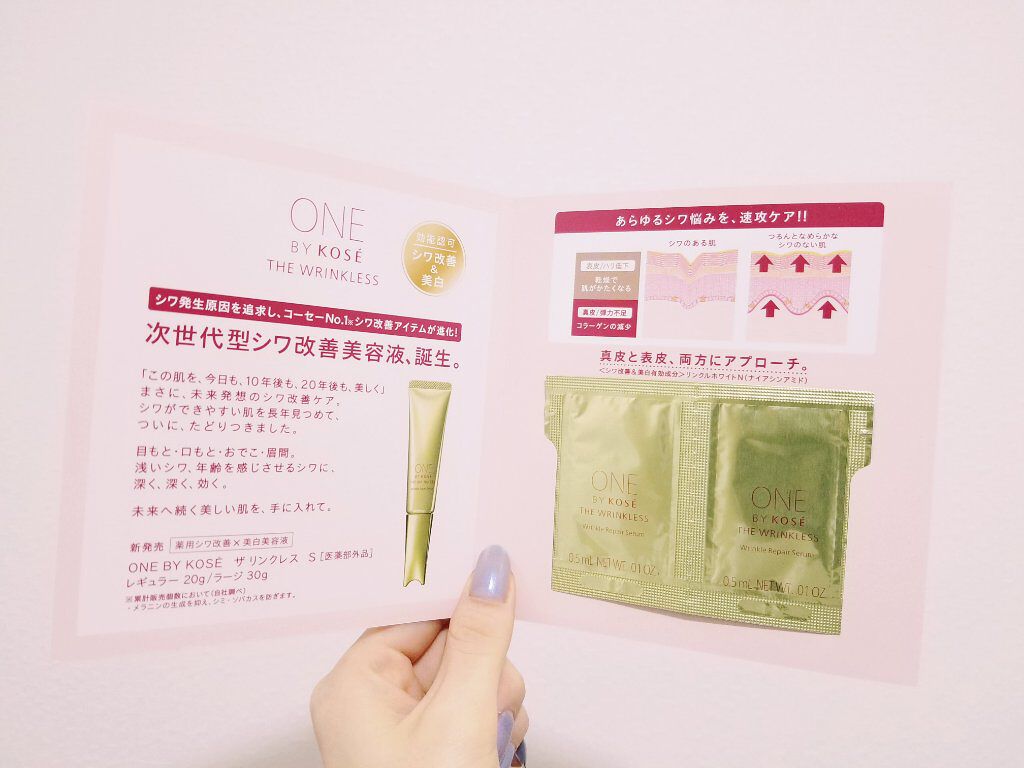 ONE
BY KOSÉ
THE WRINKLESS
効能認可
シワ改善
&
美白
シワ発生原因を追求し、コーセーNo.1※シワ改善アイテムが進化!
次世代型シワ改善美容液、誕生。
「この肌を、今日も、10年後も、20年後も、美しく」
まさに、未来発想のシワ改善ケア。
シワができやすい肌を長年見つめて、
ついに、たどりつきました。
目もと・口もと・おでこ・眉間。
浅いシワ、年齢を感じさせるシワに、
深く、深く、効く。
未来へ続く美しい肌を、手に入れて。
新発売 薬用シワ改善×美白美容液
ONE BY KOSÉ ザ リンクレス S [医薬部外品]
レギュラー 20g/ラージ 30g
※累計販売個数において(自社調べ)
・メラニンの生成を抑え、シミ・ソバカスを防ぎます。
ONE
BY KOSÉ
THE WRINKLESS
あらゆるシワ悩みを、速攻ケア!!
シワのある肌
つるんとなめらかな
シワのない肌
表皮/ハリ低下
乾燥で
肌がかたくなる
真皮/弾力不足
コラーゲンの減少
真皮と表皮、両方にアプローチ。
<シワ改善&美白有効成分>リンクルホワイトN(ナイアシンアミド)
ONE
BY KOSÉ
THE WRINKLESS
Wrinkle Repair Serum
0.5 mL NET WT. .01 OZ.
ONE
BY KOSÉ
THE WRINKLESS
Wrinkle Repair Serum
0.5 mL NET WT. .01 OZ.